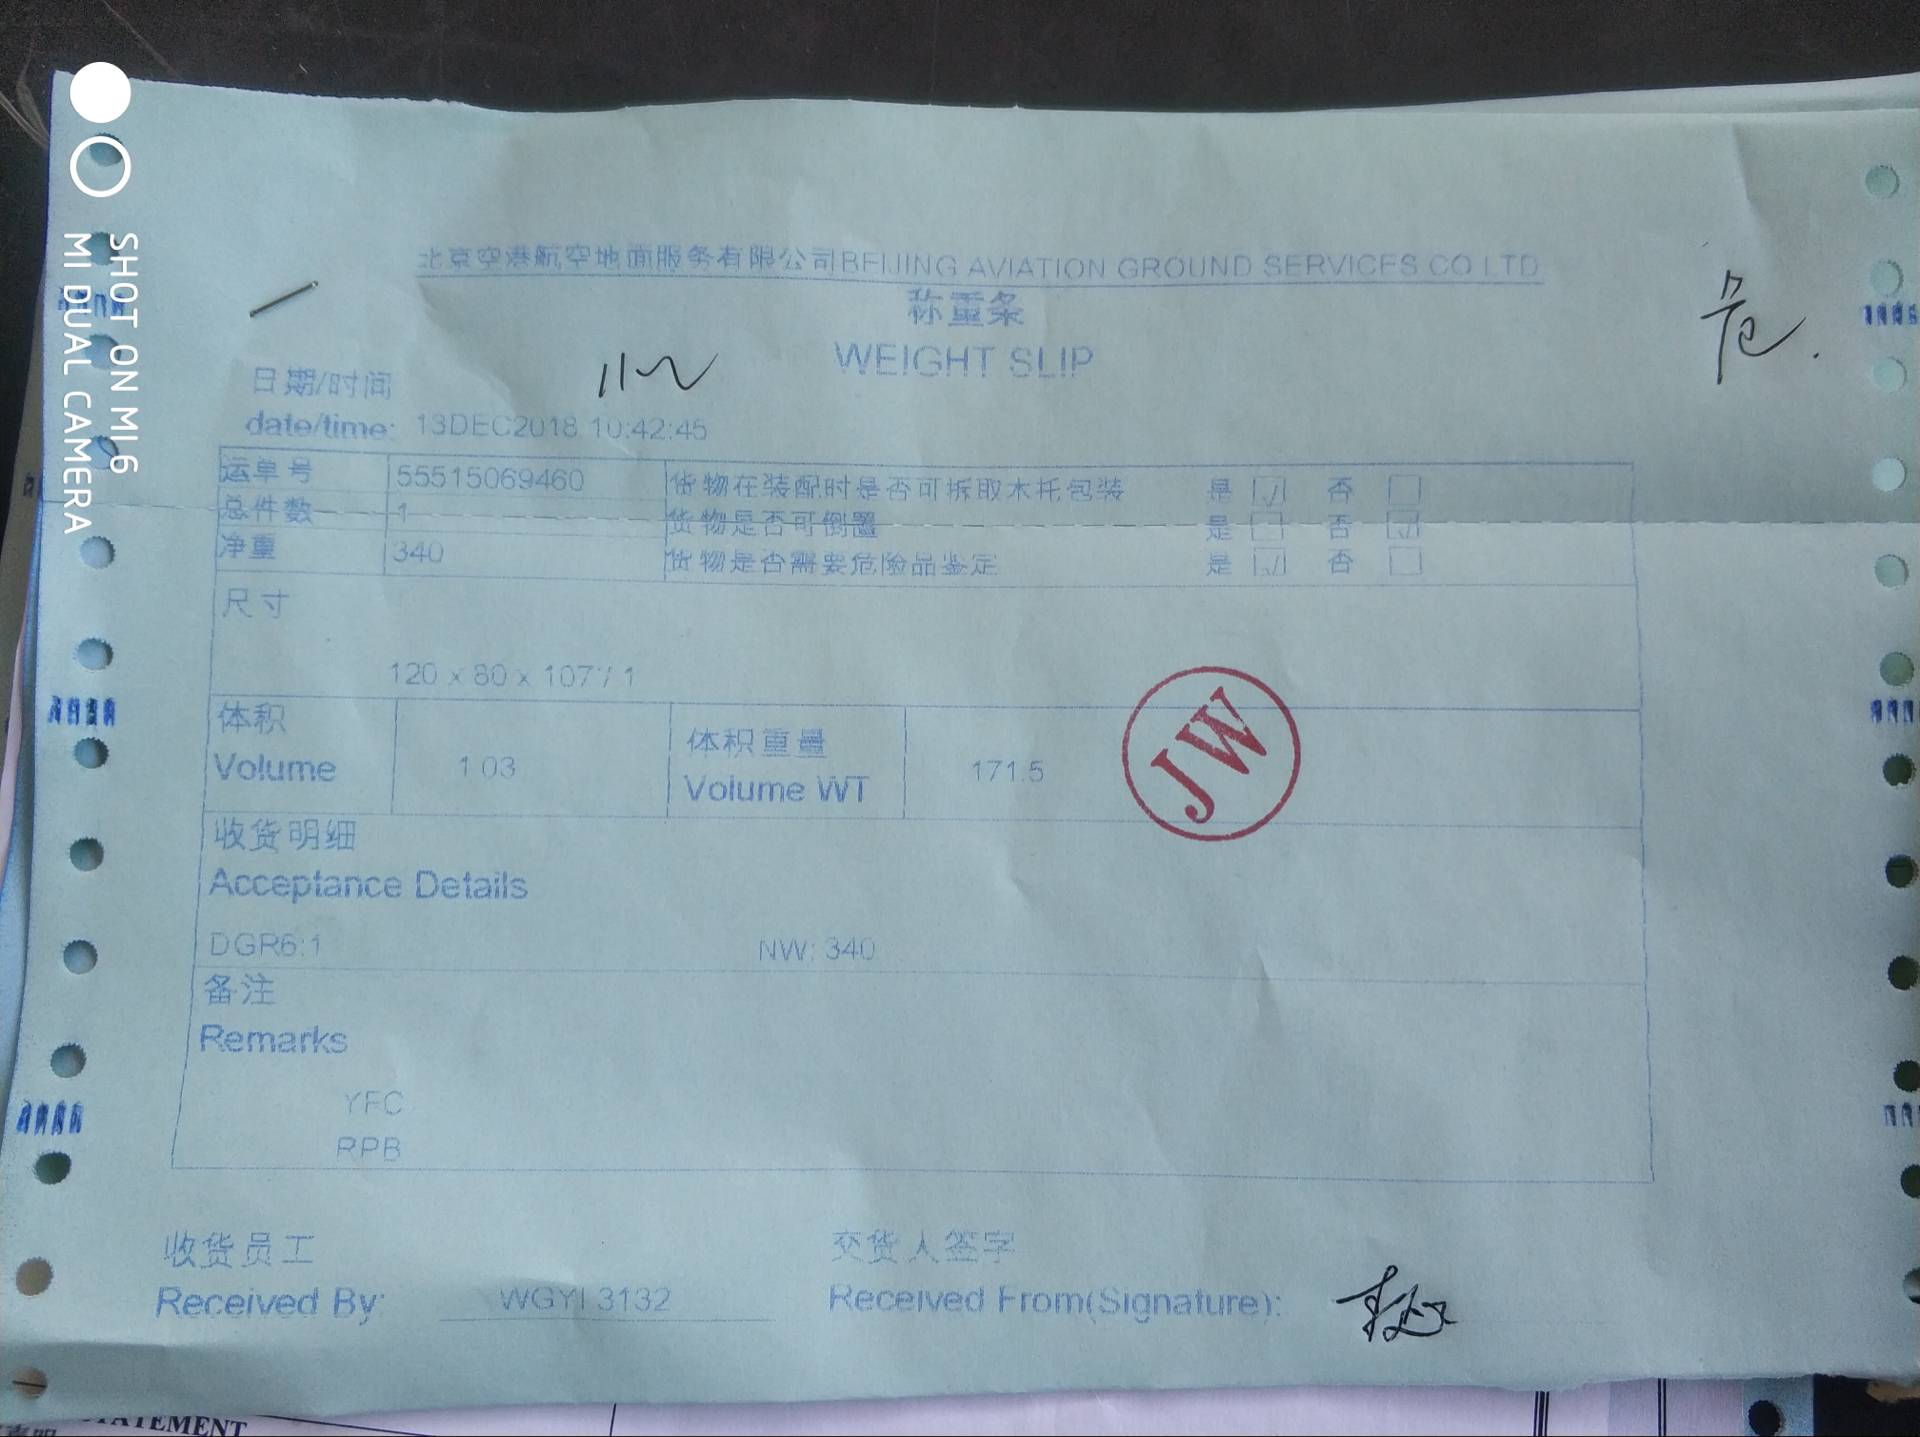 北京空港航空地面服务有限公司BEIJING AVIATION GROUND SERVICES CO LTD
称重条
WEIGHT SLIP
危.
日期/时间
date/time: 13DEC2018 10:42:45
运单号 55515069460 货物在装配时是否可拆取木托包装 是 否
总件数 1 货物是否可倒置 是 否
净重 340 货物是否需要危险品鉴定 是 否
尺寸
120 x 80 x 107 / 1
体积
Volume 1.03
体积重量
Volume WT 171.5
JW
收货明细
Acceptance Details
DGR6:1 NW: 340
备注
Remarks
YFC
RPB
收货员工
Received By: WGYI 3132
交货人签字
Received From(Signature):
STATEMENT
SHOT ON MI 6
MI DUAL CAMERA